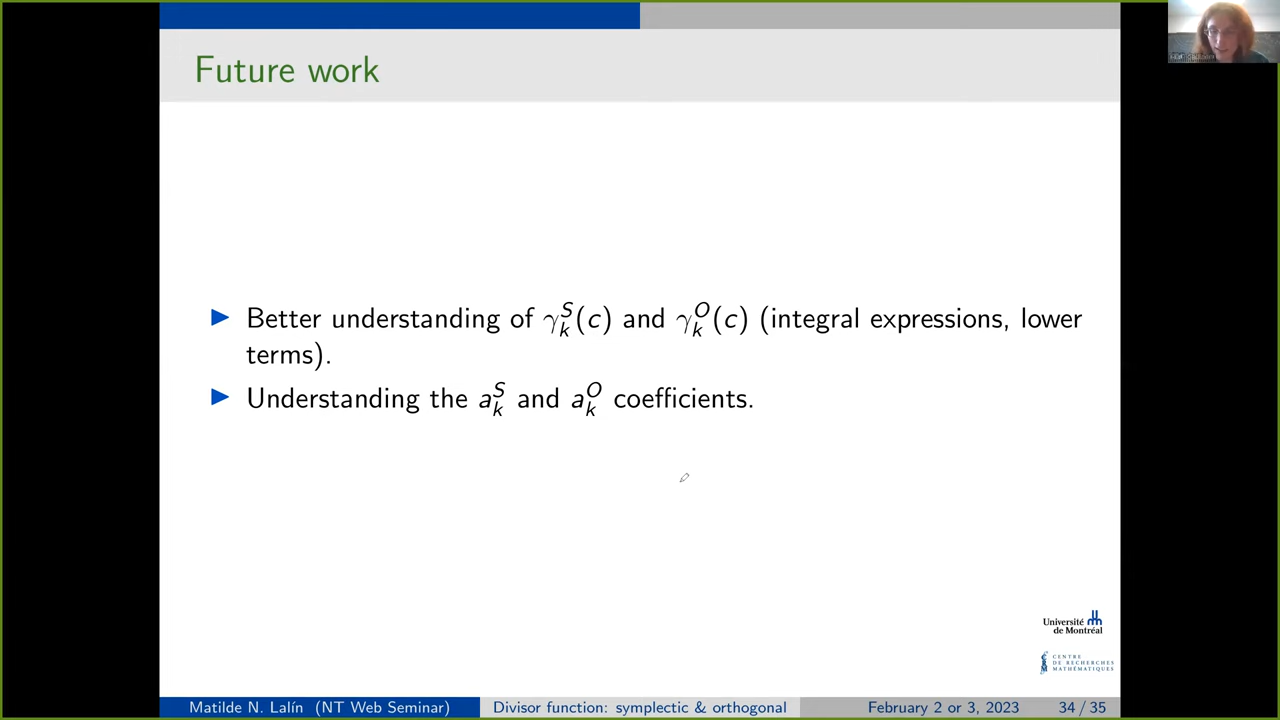 Future work
Better understanding of γ_k^S(c) and γ_k^O(c) (integral expressions, lower
terms).
Understanding the a_k^S and a_k^O coefficients.
Université
de Montréal
CENTRE
DE RECHERCHES
MATHÉMATIQUES
Matilde N. Lalín (NT Web Seminar) Divisor function: symplectic & orthogonal February 2 or 3, 2023 34 / 35